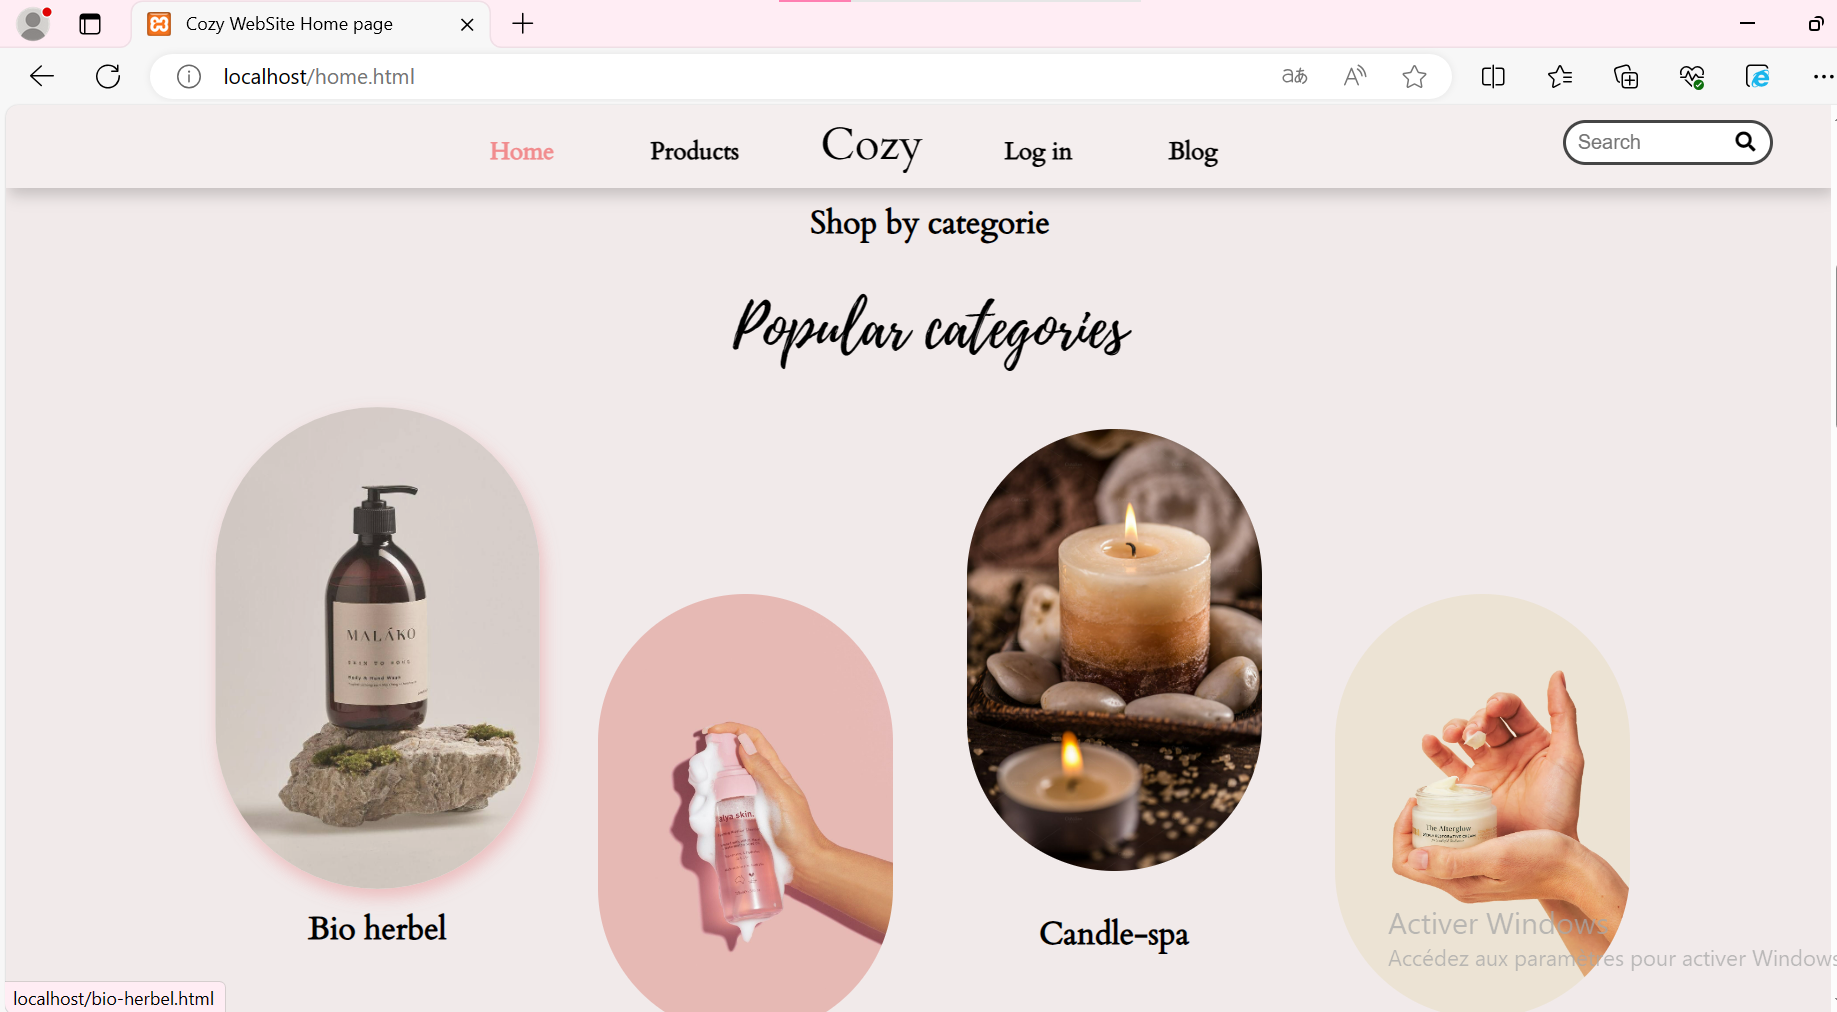 Cozy WebSite Home page
localhost/home.html
Home Products Cozy Log in Blog Search
Shop by categorie
Popular categories
MALÁKO
SKIN TO SOUL
Body & Hand Wash
alya skin.
The Afterglow
Bio herbel
Candle-spa
Activer Windows
Accédez aux paramètres pour activer Windows
localhost/bio-herbel.html